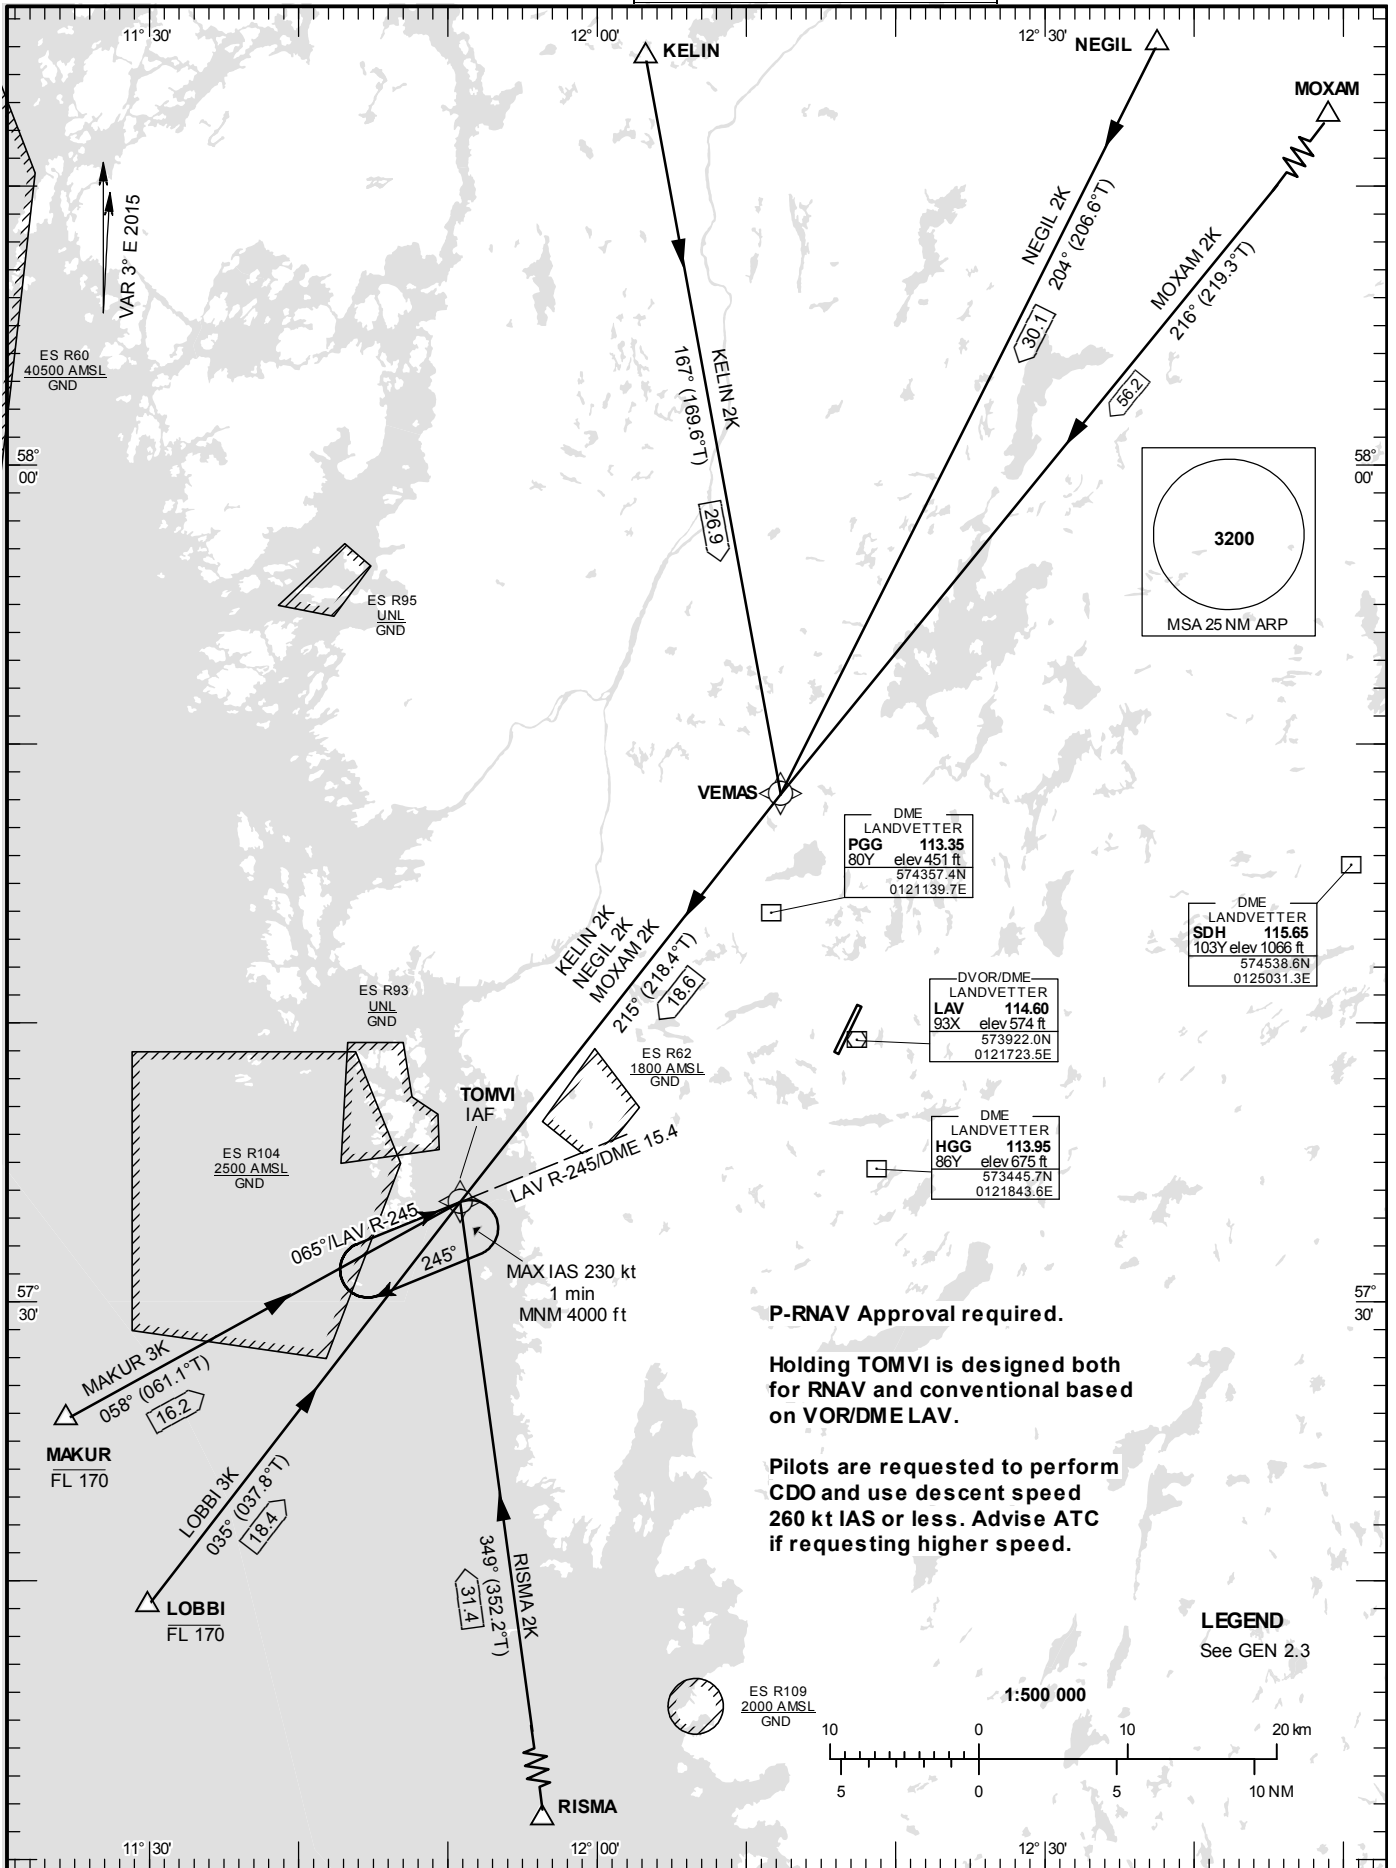 11° 30'
12° 00'
12° 30'
KELIN
NEGIL
MOXAM
VAR 3° E 2015
ES R60
40500 AMSL
GND
NEGIL 2K
204° (206.6°T)
30.1
MOXAM 2K
216° (219.3°T)
56.2
KELIN 2K
167° (169.6°T)
26.9
58°
00'
58°
00'
3200
MSA 25 NM ARP
ES R95
UNL
GND
VEMAS
DME
LANDVETTER
PGG 113.35
80Y elev 451 ft
574357.4N
0121139.7E
DME
LANDVETTER
SDH 115.65
103Y elev 1066 ft
574538.6N
0125031.3E
KELIN 2K
NEGIL 2K
MOXAM 2K
215° (218.4°T)
18.6
DVOR/DME
LANDVETTER
LAV 114.60
93X elev 574 ft
573922.0N
0121723.5E
ES R93
UNL
GND
ES R62
1800 AMSL
GND
TOMVI
IAF
DME
LANDVETTER
HGG 113.95
86Y elev 675 ft
573445.7N
0121843.6E
ES R104
2500 AMSL
GND
LAV R-245/DME 15.4
065°/LAV R-245
245°
MAX IAS 230 kt
1 min
MNM 4000 ft
57°
30'
57°
30'
P-RNAV Approval required.
Holding TOMVI is designed both
for RNAV and conventional based
on VOR/DME LAV.
Pilots are requested to perform
CDO and use descent speed
260 kt IAS or less. Advise ATC
if requesting higher speed.
MAKUR 3K
058° (061.1°T)
16.2
MAKUR
FL 170
LOBBI 3K
035° (037.8°T)
18.4
LOBBI
FL 170
RISMA 2K
349° (352.2°T)
31.4
RISMA
LEGEND
See GEN 2.3
ES R109
2000 AMSL
GND
1:500 000
10 0 10 20 km
5 0 5 10 NM
11° 30'
12° 00'
12° 30'